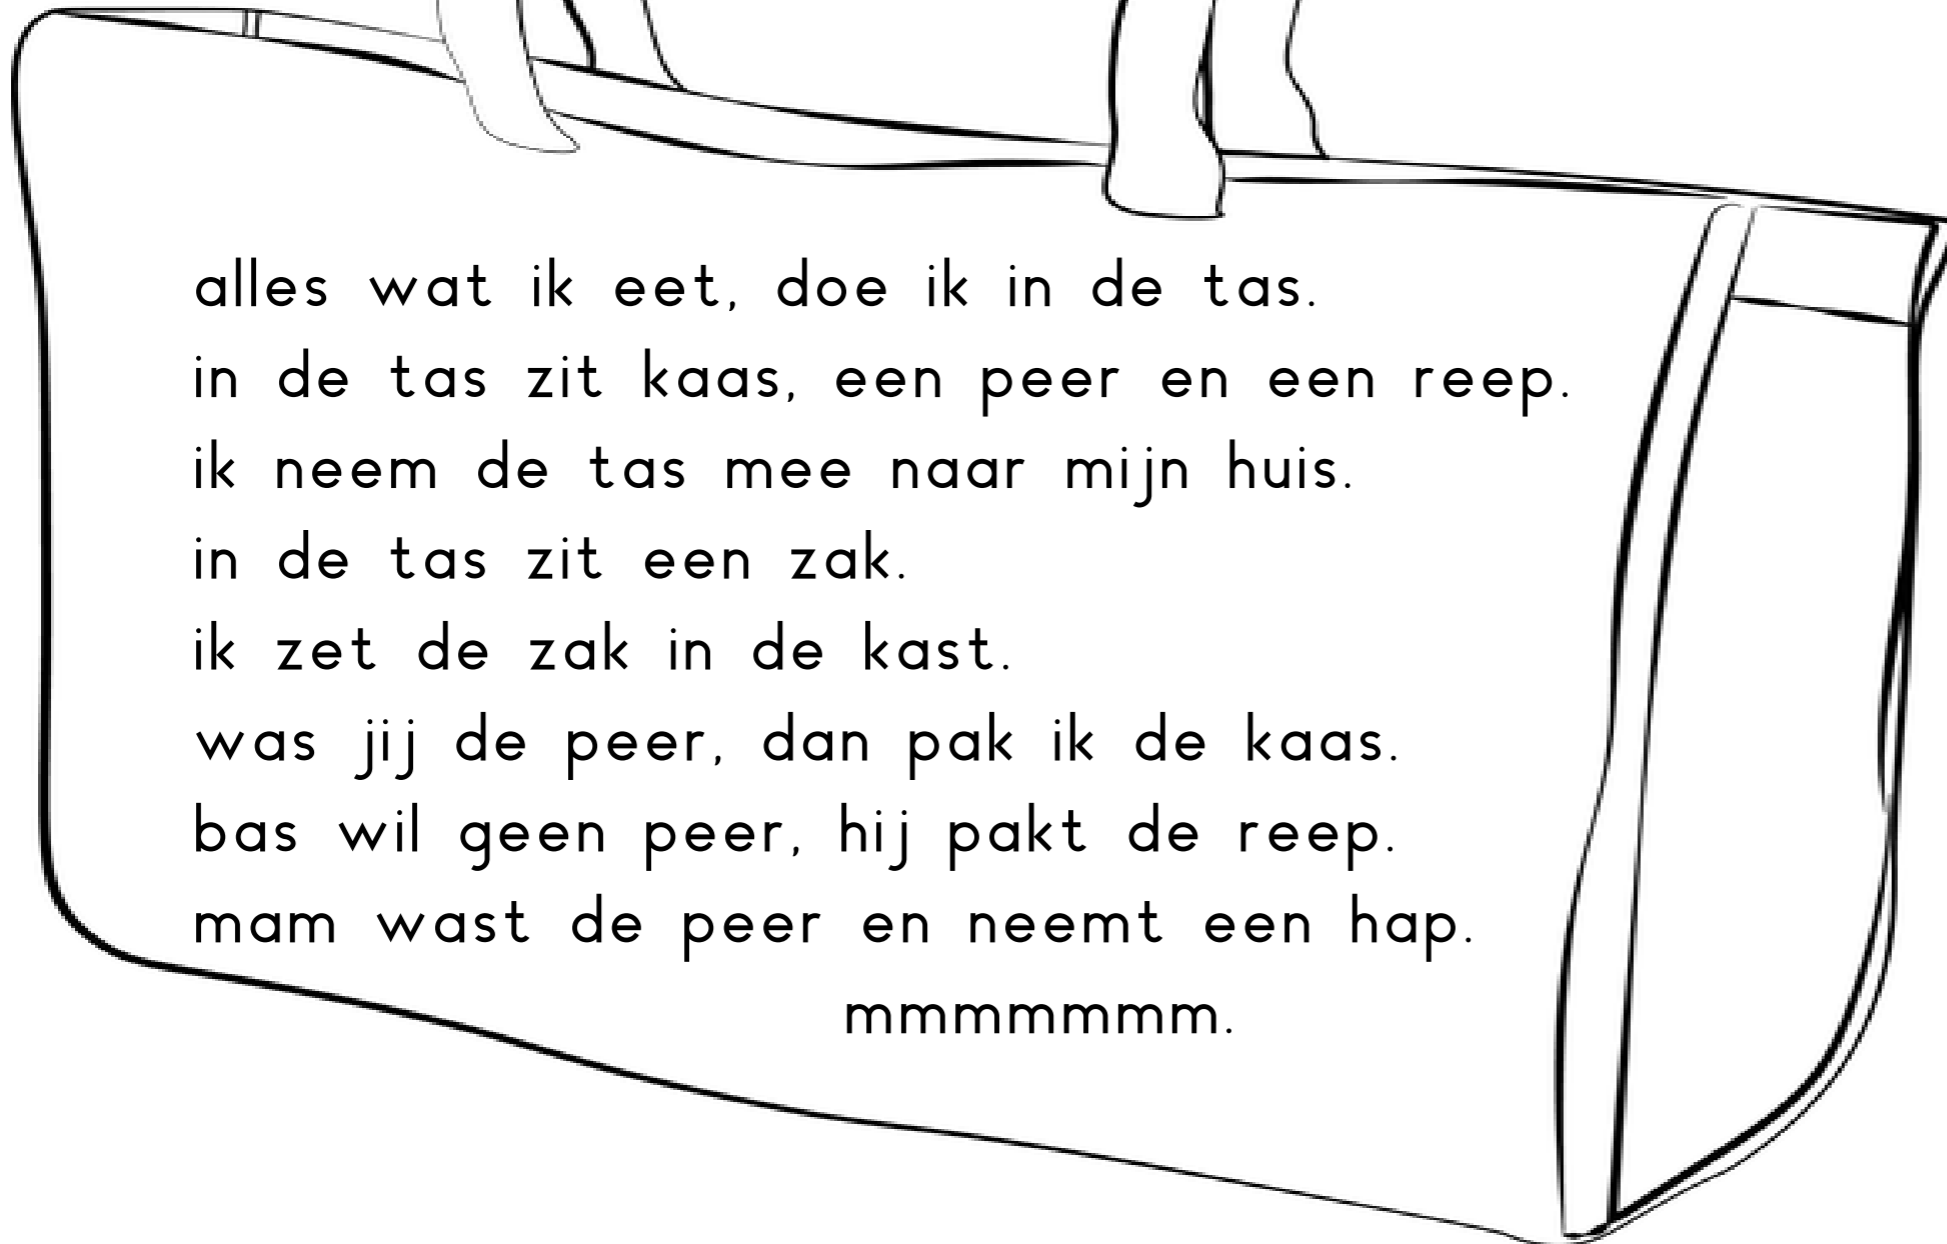 alles wat ik eet, doe ik in de tas.
in de tas zit kaas, een peer en een reep.
ik neem de tas mee naar mijn huis.
in de tas zit een zak.
ik zet de zak in de kast.
was jij de peer, dan pak ik de kaas.
bas wil geen peer, hij pakt de reep.
mam wast de peer en neemt een hap.
mmmmmmm.